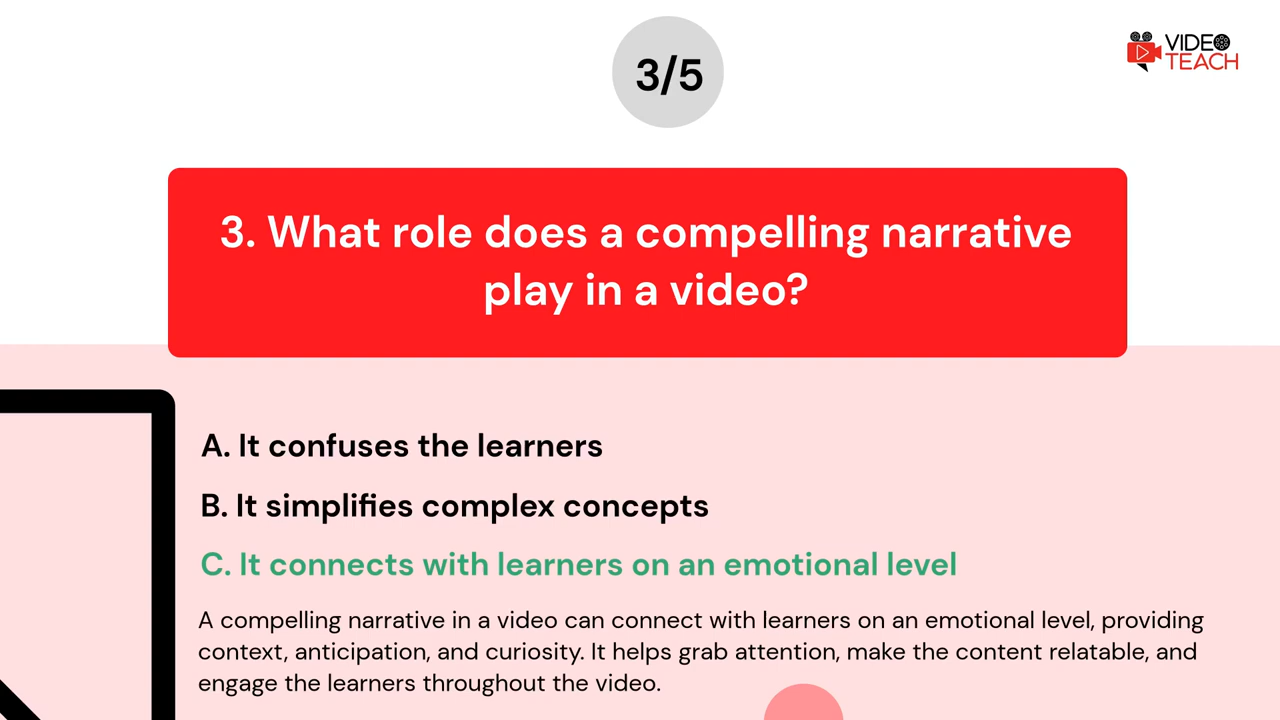 3/5
VIDEO
TEACH
3. What role does a compelling narrative
play in a video?
A. It confuses the learners
B. It simplifies complex concepts
C. It connects with learners on an emotional level
A compelling narrative in a video can connect with learners on an emotional level, providing
context, anticipation, and curiosity. It helps grab attention, make the content relatable, and
engage the learners throughout the video.